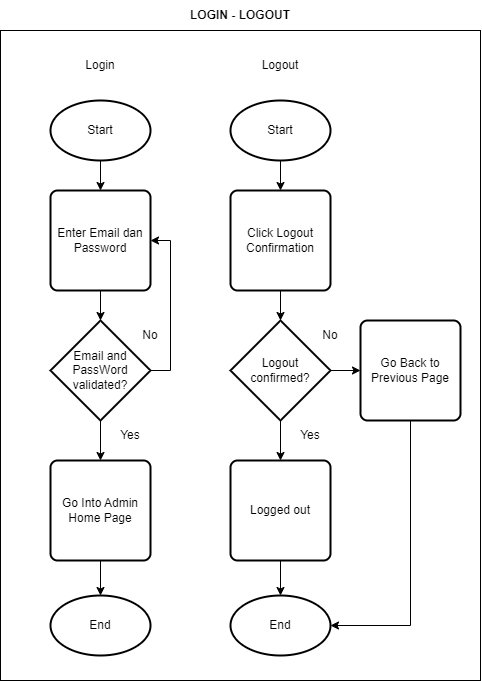 LOGIN - LOGOUT
Login
Start
Enter Email dan
Password
No
Email and
PassWord
validated?
Yes
Go Into Admin
Home Page
End
Logout
Start
Click Logout
Confirmation
No
Logout
confirmed?
Go Back to
Previous Page
Yes
Logged out
End